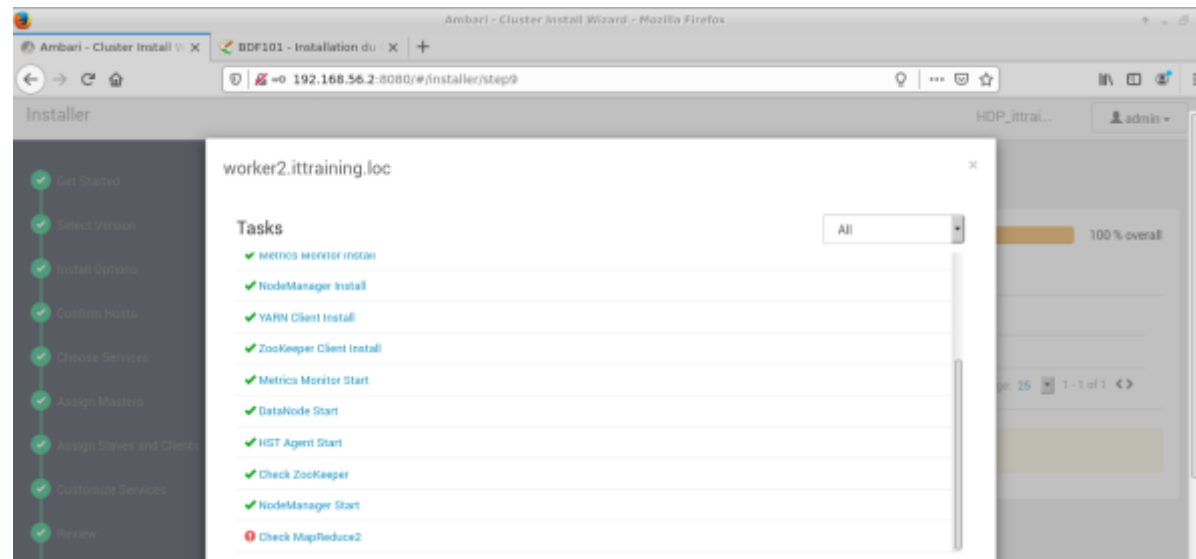 Ambari - Cluster Install Wizard - Mozilla Firefox
Ambari - Cluster Install W
BDF101 - Installation du
192.168.56.2:8080/#/installer/step9
Installer
HDP_ittrai...
admin
worker2.ittraining.loc
Get Started
Tasks
All
Select Version
100 % overall
Metrics Monitor Install
Install Options
NodeManager Install
Confirm Hosts
YARN Client Install
ZooKeeper Client Install
Choose Services
Metrics Monitor Start
ge: 25 1 - 1 of 1
Assign Masters
DataNode Start
HST Agent Start
Assign Slaves and Clients
Check ZooKeeper
Customize Services
NodeManager Start
Review
Check MapReduce2